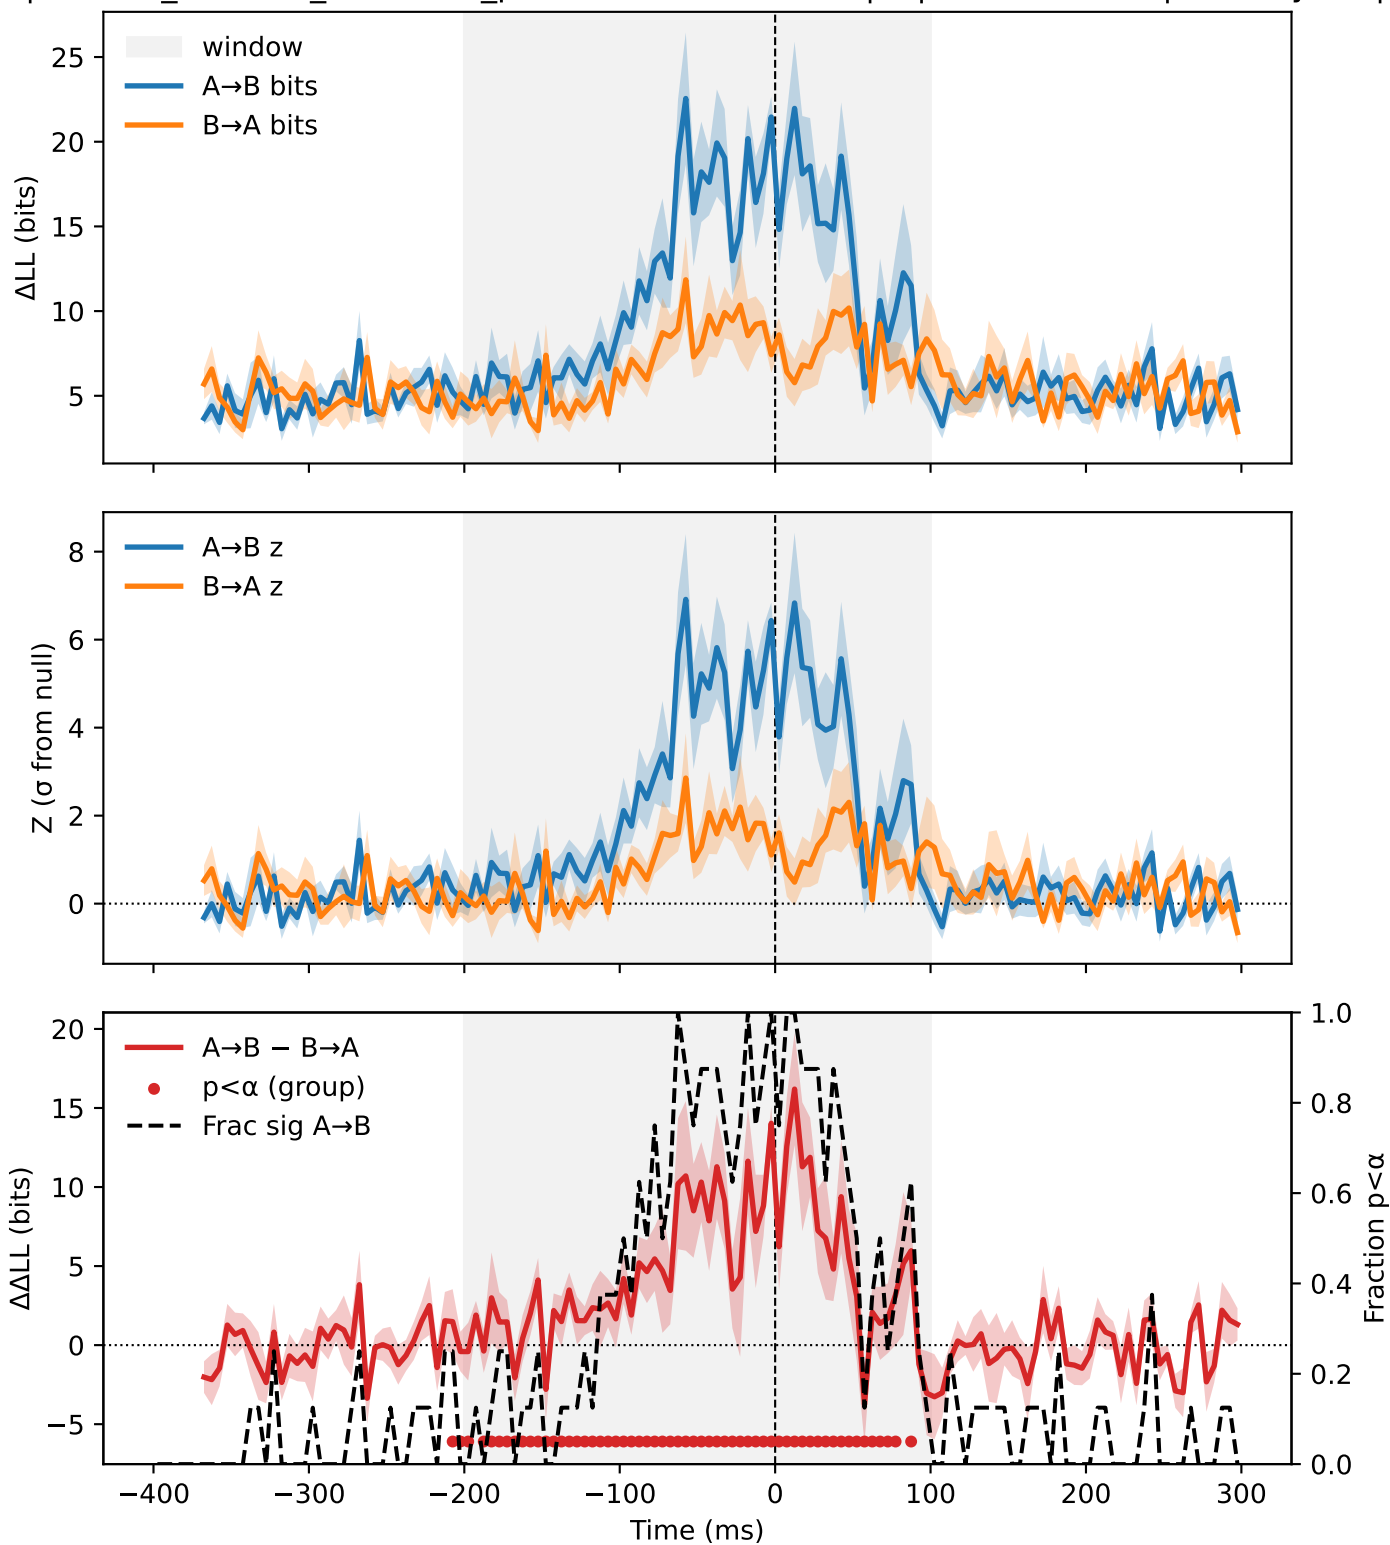 window
A→B bits
B→A bits
25
20
15
10
5
ΔLL (bits)
A→B z
B→A z
8
6
4
2
0
Z (σ from null)
A→B − B→A
p<α (group)
Frac sig A→B
20
15
10
5
0
−5
ΔΔLL (bits)
1.0
0.8
0.6
0.4
0.2
0.0
Fraction p<α
−400 −300 −200 −100 0 100 200 300
Time (ms)